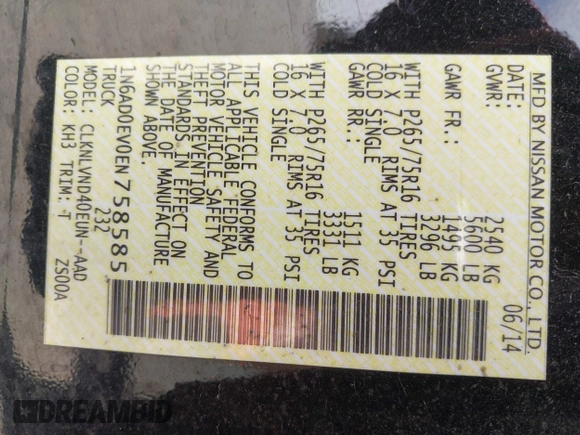 MFD BY NISSAN MOTOR CO., LTD.
DATE: 06/14
GVWR: 2540 KG
5600 LB
GAWR FR.: 1495 KG
3296 LB
WITH P265/75R16 TIRES
16 X 7.0 RIMS AT 35 PSI
COLD SINGLE
GAWR RR.: 1511 KG
3331 LB
WITH P265/75R16 TIRES
16 X 7.0 RIMS AT 35 PSI
COLD SINGLE
THIS VEHICLE CONFORMS TO
ALL APPLICABLE FEDERAL
MOTOR VEHICLE SAFETY AND
THEFT PREVENTION
STANDARDS IN EFFECT ON
THE DATE OF MANUFACTURE
SHOWN ABOVE.
1N6AD0EV0EN758585
TRUCK 232
MODEL: CLKNLVND40EUN--AAD
COLOR: KH3 TRIM: -T ZS00A
DREAMBID